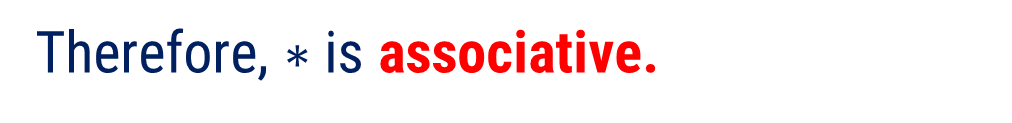 Therefore, * is associative.